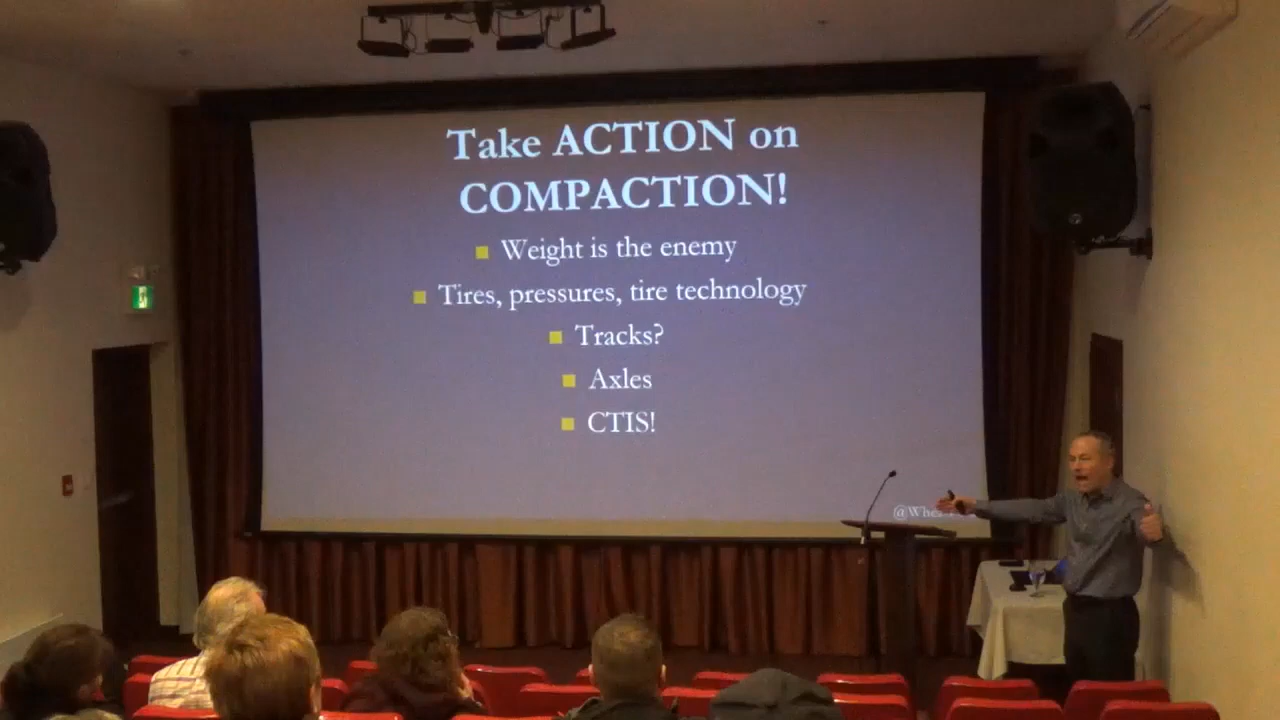 Take ACTION on
COMPACTION!
Weight is the enemy
Tires, pressures, tire technology
Tracks?
Axles
CTIS!